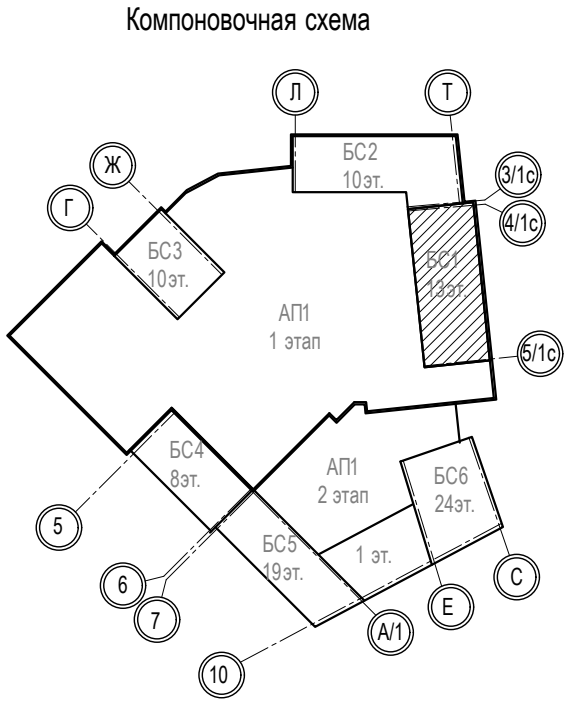 Компоновочная схема
Л
Т
Ж
БС2
10эт.
3/1с
Г
4/1с
БС3
10эт.
БС1
13эт.
АП1
1 этап
5/1с
БС4
8эт.
АП1
2 этап
БС6
24эт.
5
БС5
19эт.
1 эт.
6
7
С
Е
А/1
10